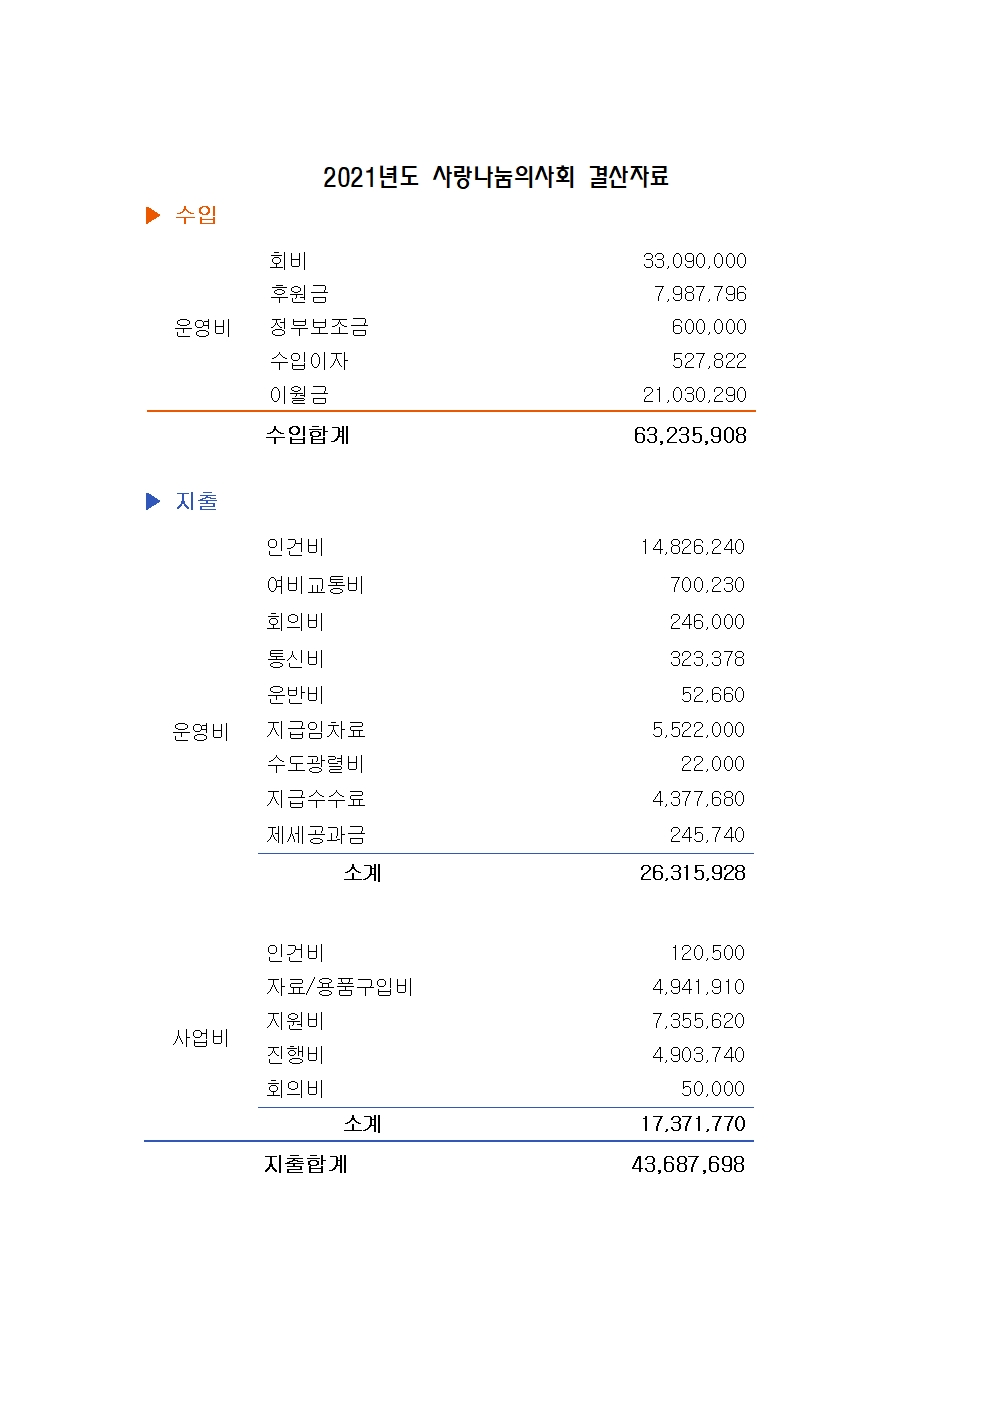 2021년도 사랑나눔의사회 결산자료
▶ 수입
회비 33,090,000
후원금 7,987,796
운영비 정부보조금 600,000
수입이자 527,822
이월금 21,030,290
수입합계 63,235,908
▶ 지출
인건비 14,826,240
여비교통비 700,230
회의비 246,000
통신비 323,378
운반비 52,660
운영비 지급임차료 5,522,000
수도광렬비 22,000
지급수수료 4,377,680
제세공과금 245,740
소계 26,315,928
인건비 120,500
자료/용품구입비 4,941,910
지원비 7,355,620
사업비
진행비 4,903,740
회의비 50,000
소계 17,371,770
지출합계 43,687,698